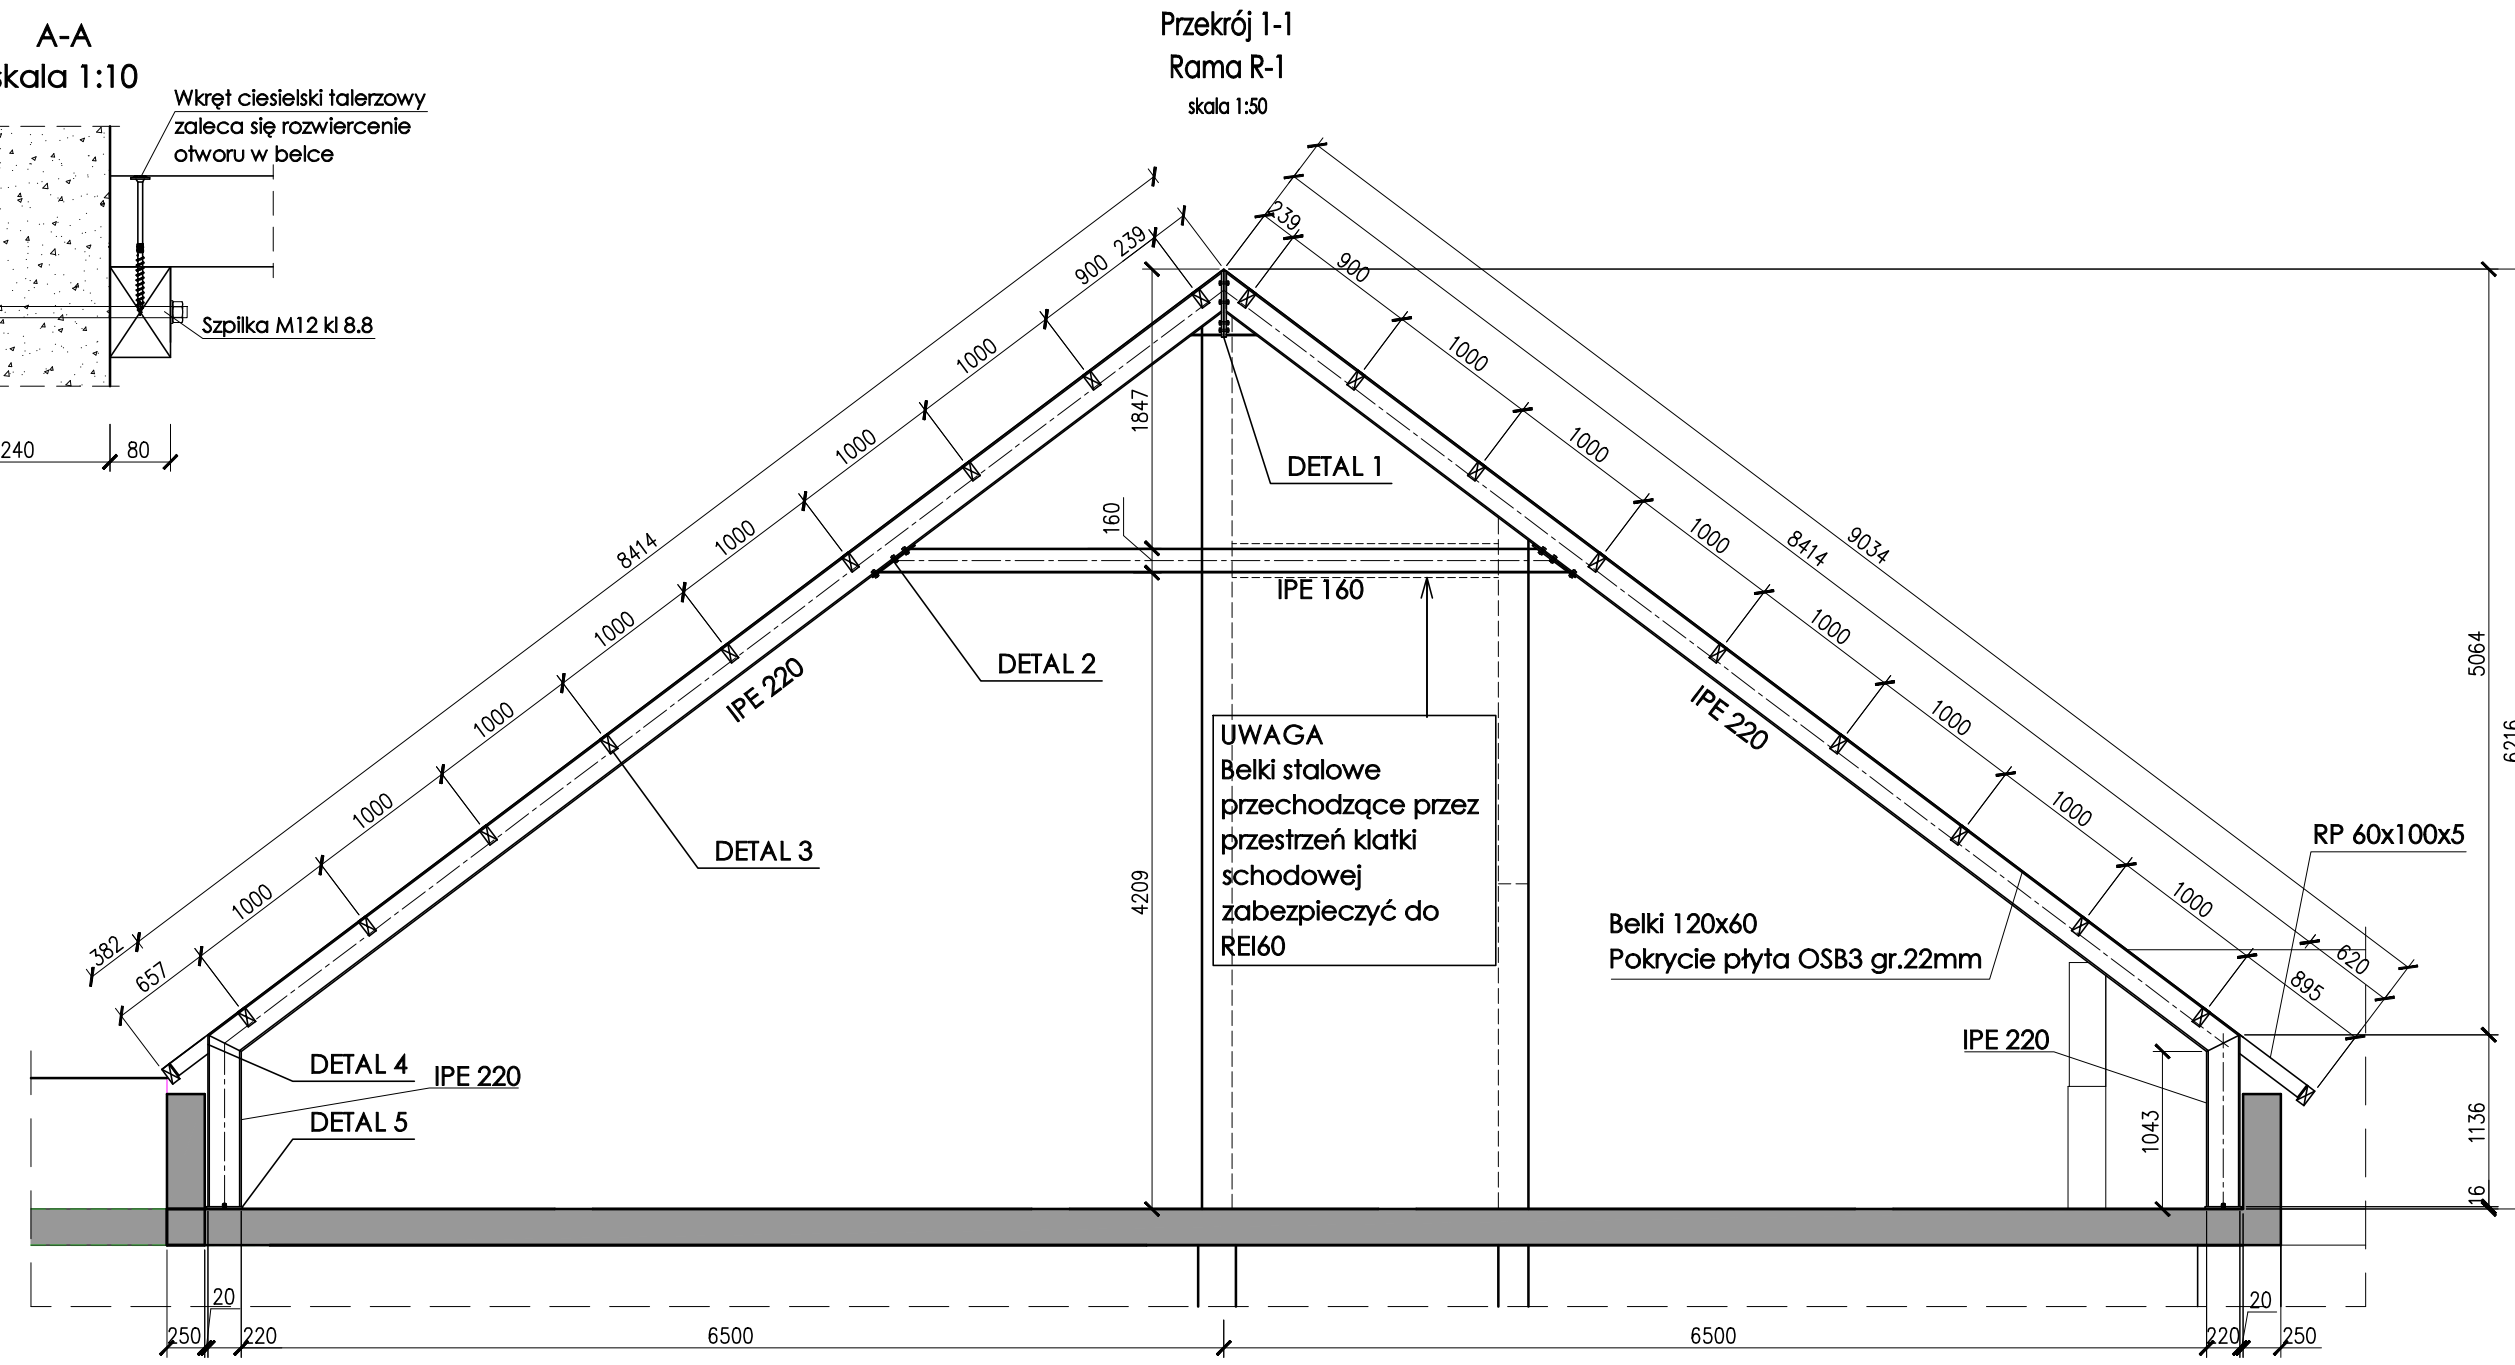 A-A
skala 1:10
Wkręt ciesielski talerzowy
zaleca się rozwiercenie
otworu w belce
Szpilka M12 kl 8.8
240
80
Przekrój 1-1
Rama R-1
skala 1:50
8414
382
657
1000
1000
1000
1000
1000
1000
1000
900
239
239
900
1000
1000
1000
1000
1000
1000
1000
895
620
8414
9034
1847
160
4209
DETAL 1
IPE 160
DETAL 2
IPE 220
DETAL 3
UWAGA
Belki stalowe
przechodzące przez
przestrzeń klatki
schodowej
zabezpieczyć do
REI60
IPE 220
RP 60x100x5
Belki 120x60
Pokrycie płyta OSB3 gr.22mm
IPE 220
DETAL 4
IPE 220
DETAL 5
5064
6216
1136
1043
16
20
20
250
220
6500
6500
220
250